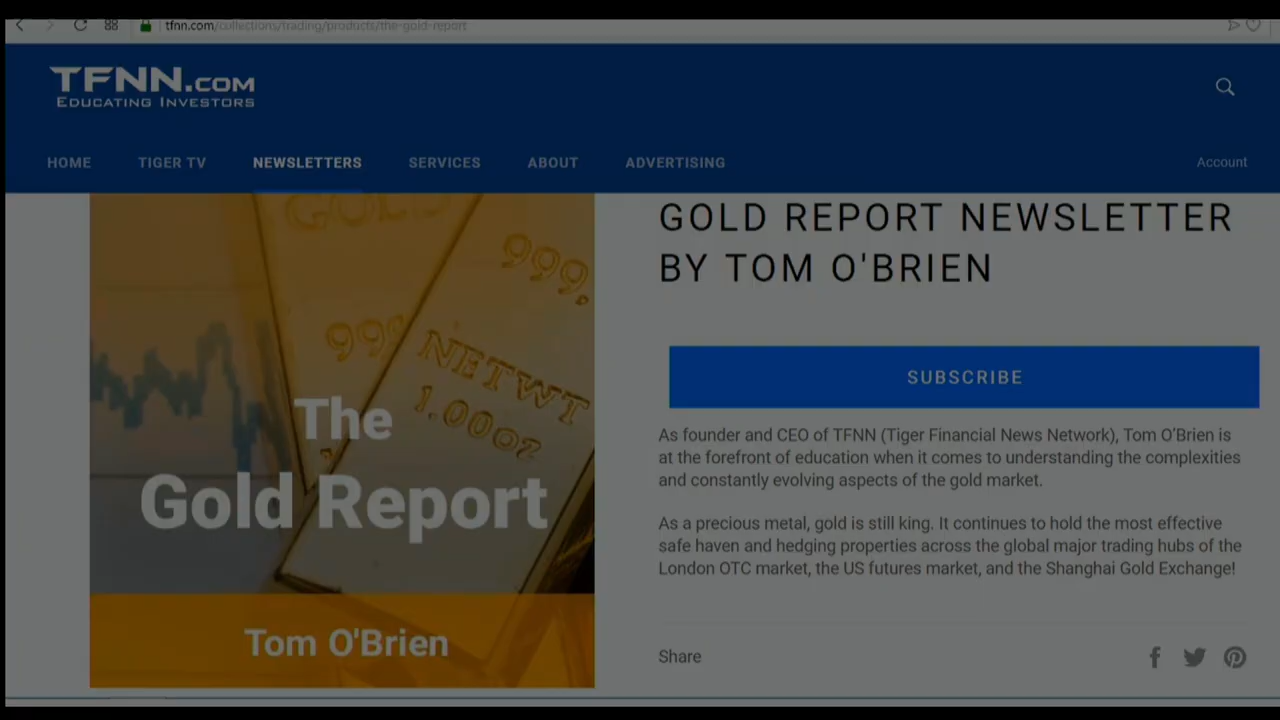 tfnn.com/collections/trading/products/the-gold-report
TFNN.COM
EDUCATING INVESTORS
HOME TIGER TV NEWSLETTERS SERVICES ABOUT ADVERTISING Account
GOLD
999.
999
NETWT
1.00oz
The
Gold Report
Tom O'Brien
GOLD REPORT NEWSLETTER
BY TOM O'BRIEN
SUBSCRIBE
As founder and CEO of TFNN (Tiger Financial News Network), Tom O'Brien is
at the forefront of education when it comes to understanding the complexities
and constantly evolving aspects of the gold market.
As a precious metal, gold is still king. It continues to hold the most effective
safe haven and hedging properties across the global major trading hubs of the
London OTC market, the US futures market, and the Shanghai Gold Exchange!
Share